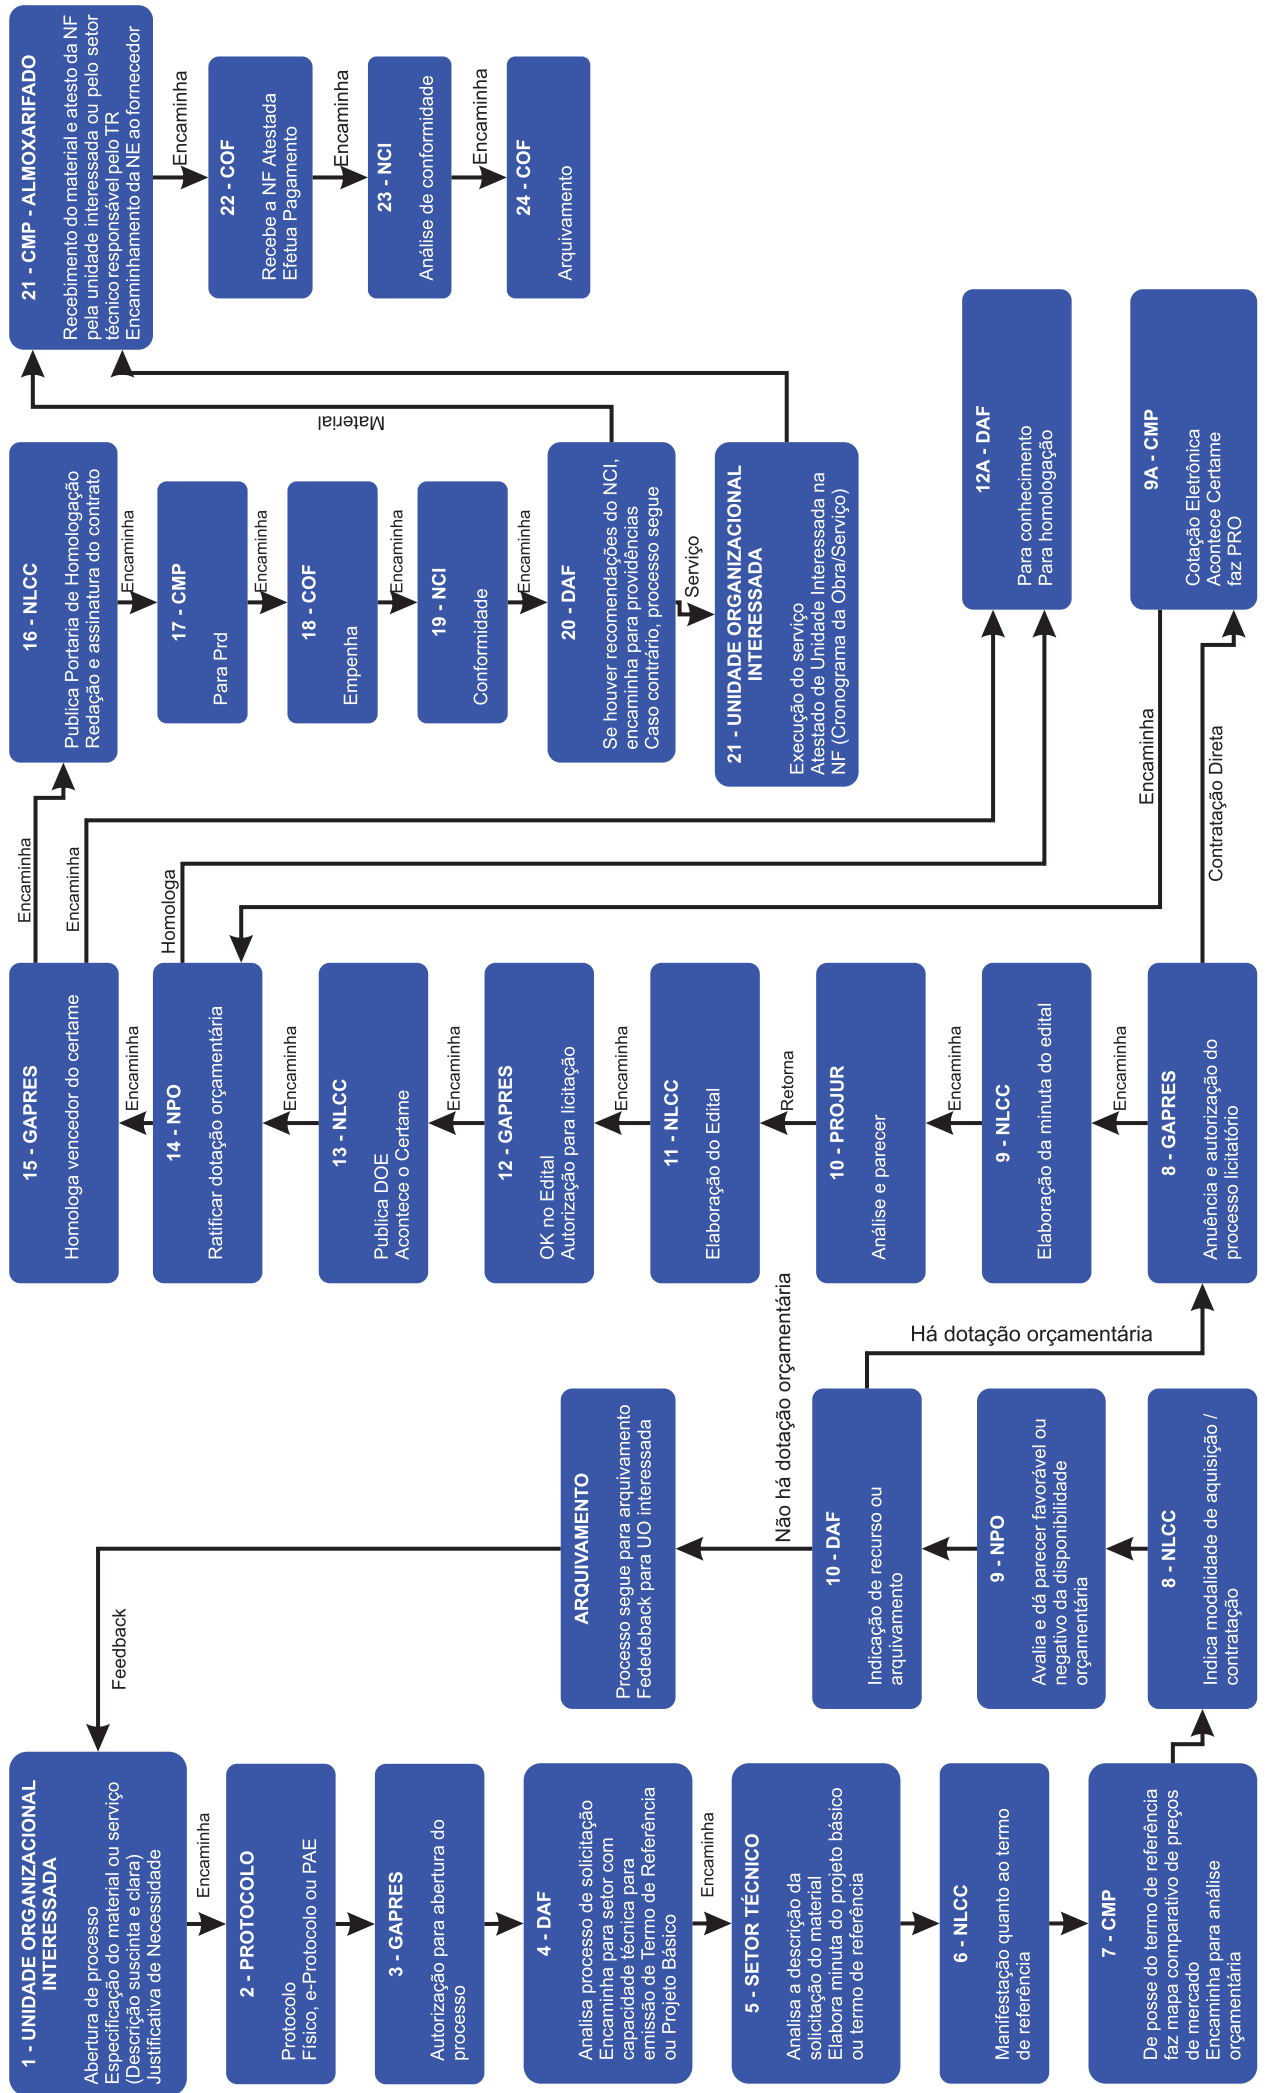 1 - UNIDADE ORGANIZACIONAL
INTERESSADA
Abertura de processo
Especificação do material ou serviço
(Descrição suscinta e clara)
Justificativa de Necessidade
Encaminha
2 - PROTOCOLO
Protocolo
Físico, e-Protocolo ou PAE
3 - GAPRES
Autorização para abertura do
processo
4 - DAF
Analisa processo de solicitação
Encaminha para setor com
capacidade técnica para
emissão de Termo de Referência
ou Projeto Básico
Encaminha
5 - SETOR TÉCNICO
Analisa a descrição da
solicitação do material
Elabora minuta do projeto básico
ou termo de referência
6 - NLCC
Manifestação quanto ao termo
de referência
7 - CMP
De posse do termo de referência
faz mapa comparativo de preços
de mercado
Encaminha para análise
orçamentária
Feedback
ARQUIVAMENTO
Processo segue para arquivamento
Fededeback para UO interessada
Não há dotação orçamentária
10 - DAF
Indicação de recurso ou
arquivamento
Há dotação orçamentária
9 - NPO
Avalia e dá parecer favorável ou
negativo da disponibilidade
orçamentária
8 - NLCC
Indica modalidade de aquisição /
contratação
15 - GAPRES
Homologa vencedor do certame
Encaminha
Encaminha
Encaminha
14 - NPO
Ratificar dotação orçamentária
Homologa
Encaminha
13 - NLCC
Publica DOE
Acontece o Certame
Encaminha
12 - GAPRES
OK no Edital
Autorização para licitação
Encaminha
11 - NLCC
Elaboração do Edital
Retorna
10 - PROJUR
Análise e parecer
Encaminha
9 - NLCC
Elaboração da minuta do edital
Encaminha
8 - GAPRES
Anuência e autorização do
processo licitatório
Contratação Direta
Encaminha
16 - NLCC
Publica Portaria de Homologação
Redação e assinatura do contrato
Encaminha
17 - CMP
Para Prd
Encaminha
18 - COF
Empenha
Encaminha
19 - NCI
Conformidade
Encaminha
20 - DAF
Se houver recomendações do NCI,
encaminha para providências
Caso contrário, processo segue
Material
Serviço
21 - UNIDADE ORGANIZACIONAL
INTERESSADA
Execução do serviço
Atestado de Unidade Interessada na
NF (Cronograma da Obra/Serviço)
12A - DAF
Para conhecimento
Para homologação
9A - CMP
Cotação Eletrônica
Acontece Certame
faz PRO
21 - CMP - ALMOXARIFADO
Recebimento do material e atesto da NF
pela unidade interessada ou pelo setor
técnico responsável pelo TR
Encaminhamento da NE ao fornecedor
Encaminha
22 - COF
Recebe a NF Atestada
Efetua Pagamento
Encaminha
23 - NCI
Análise de conformidade
Encaminha
24 - COF
Arquivamento